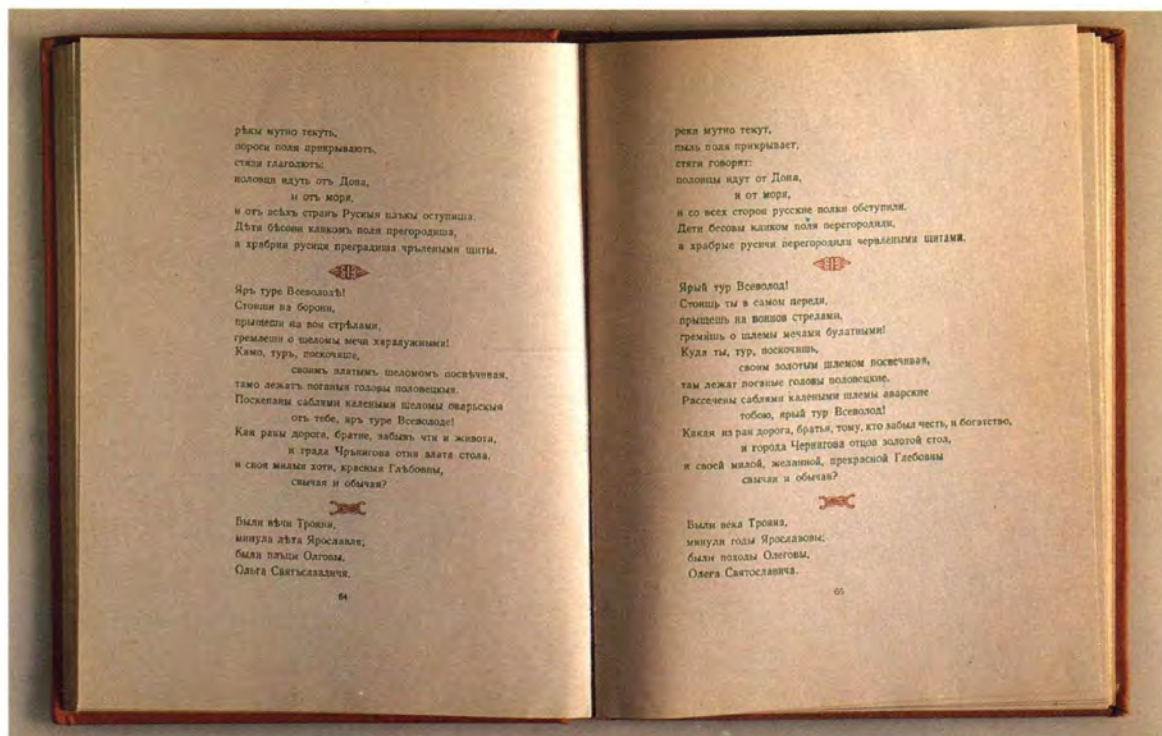 рѣкы мутно текуть,
пороси поля прикрываютъ,
стязи глаголютъ:
половци идуть отъ Дона,
и отъ моря,
и отъ всѣхъ странъ Рускыя плъкы оступиша.
Дѣти бѣсови кликомъ поля прегородиша,
а храбрии русици преградиша чрълеными щиты.
Яръ туре Всеволодѣ!
Стоиши на борони,
прыщеши на вои стрѣлами,
гремлеши о шеломы мечи харалужными!
Камо, туръ, поскочяше,
своимъ златымъ шеломомъ посвѣчивая,
тамо лежатъ поганыя головы половецкыя.
Поскепаны саблями калеными шеломы оварьскыя
отъ тебе, яръ туре Всеволоде!
Кая раны дорога, братие, забывъ чти и живота,
и града Чрънигова отня злата стола,
и своя милыя хоти, красныя Глѣбовны,
свычая и обычая?
Были вѣчи Трояни,
минула лѣта Ярославля;
были плъци Олговы,
Ольга Святъславличя.
64
реки мутно текут,
пыль поля прикрывает,
стяги говорят:
половцы идут от Дона,
и от моря,
и со всех сторон русские полки обступили.
Дети бесовы кликом поля перегородили,
а храбрые русичи перегородили червлеными щитами.
Ярый тур Всеволод!
Стоишь ты в самом переди,
прыщешь на воинов стрелами,
гремишь о шлемы мечами булатными!
Куда ты, тур, поскочишь,
своим золотым шлемом посвечивая,
там лежат поганые головы половецкие.
Рассечены саблями калеными шлемы аварские
тобою, ярый тур Всеволод!
Какая из ран дорога, братья, тому, кто забыл честь, и богатство,
и города Чернигова отцов золотой стол,
и своей милой, желанной, прекрасной Глебовны
свычаи и обычаи?
Были века Трояна,
минули годы Ярославовы;
были походы Олеговы,
Олега Святославича.
65